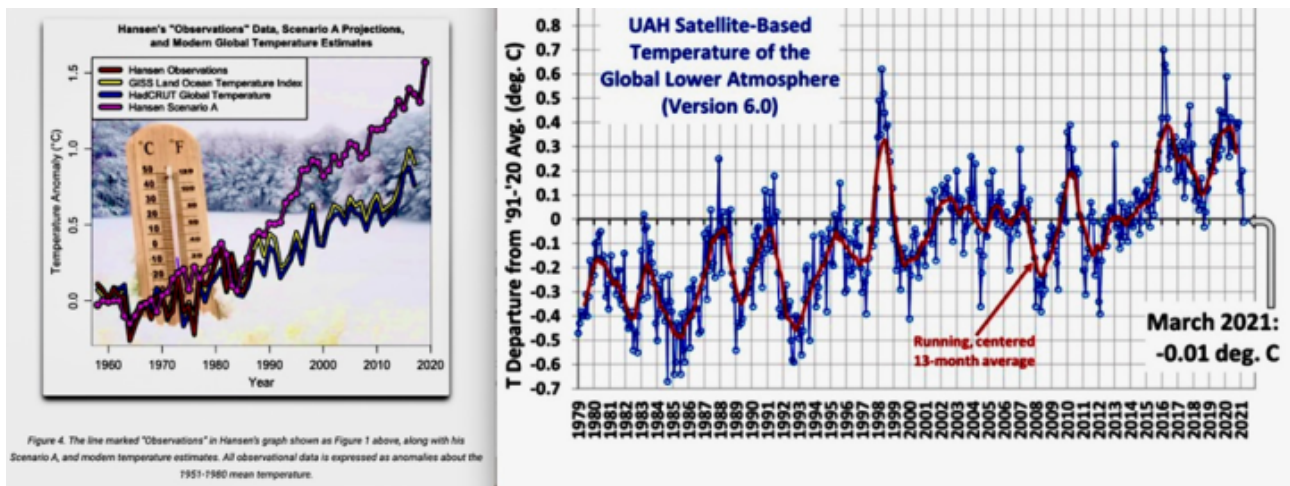 Hansen's "Observations" Data, Scenario A Projections,
and Modern Global Temperature Estimates
Hansen Observations
GISS Land Ocean Temperature Index
HadCRUT Global Temperature
Hansen Scenario A
Temperature Anomaly (°C)
1.5
1.0
0.5
0.0
°C °F
50
40
30
20
10
0
10
20
1960 1970 1980 1990 2000 2010 2020
Year
Figure 4. The line marked "Observations" in Hansen's graph shown as Figure 1 above, along with his
Scenario A, and modern temperature estimates. All observational data is expressed as anomalies about the
1951-1980 mean temperature.
UAH Satellite-Based
Temperature of the
Global Lower Atmosphere
(Version 6.0)
T Departure from '91-'20 Avg. (deg. C)
0.8
0.7
0.6
0.5
0.4
0.3
0.2
0.1
0
-0.1
-0.2
-0.3
-0.4
-0.5
-0.6
-0.7
Running, centered
13-month average
March 2021:
-0.01 deg. C
1979 1980 1981 1982 1983 1984 1985 1986 1987 1988 1989 1990 1991 1992 1993 1994 1995 1996 1997 1998 1999 2000 2001 2002 2003 2004 2005 2006 2007 2008 2009 2010 2011 2012 2013 2014 2015 2016 2017 2018 2019 2020 2021